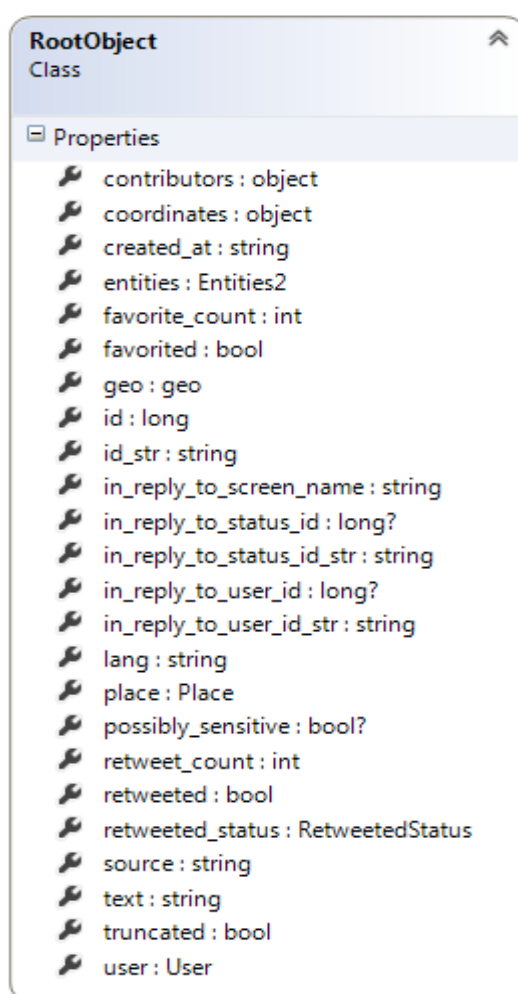 RootObject
Class
Properties
contributors : object
coordinates : object
created_at : string
entities : Entities2
favorite_count : int
favorited : bool
geo : geo
id : long
id_str : string
in_reply_to_screen_name : string
in_reply_to_status_id : long?
in_reply_to_status_id_str : string
in_reply_to_user_id : long?
in_reply_to_user_id_str : string
lang : string
place : Place
possibly_sensitive : bool?
retweet_count : int
retweeted : bool
retweeted_status : RetweetedStatus
source : string
text : string
truncated : bool
user : User